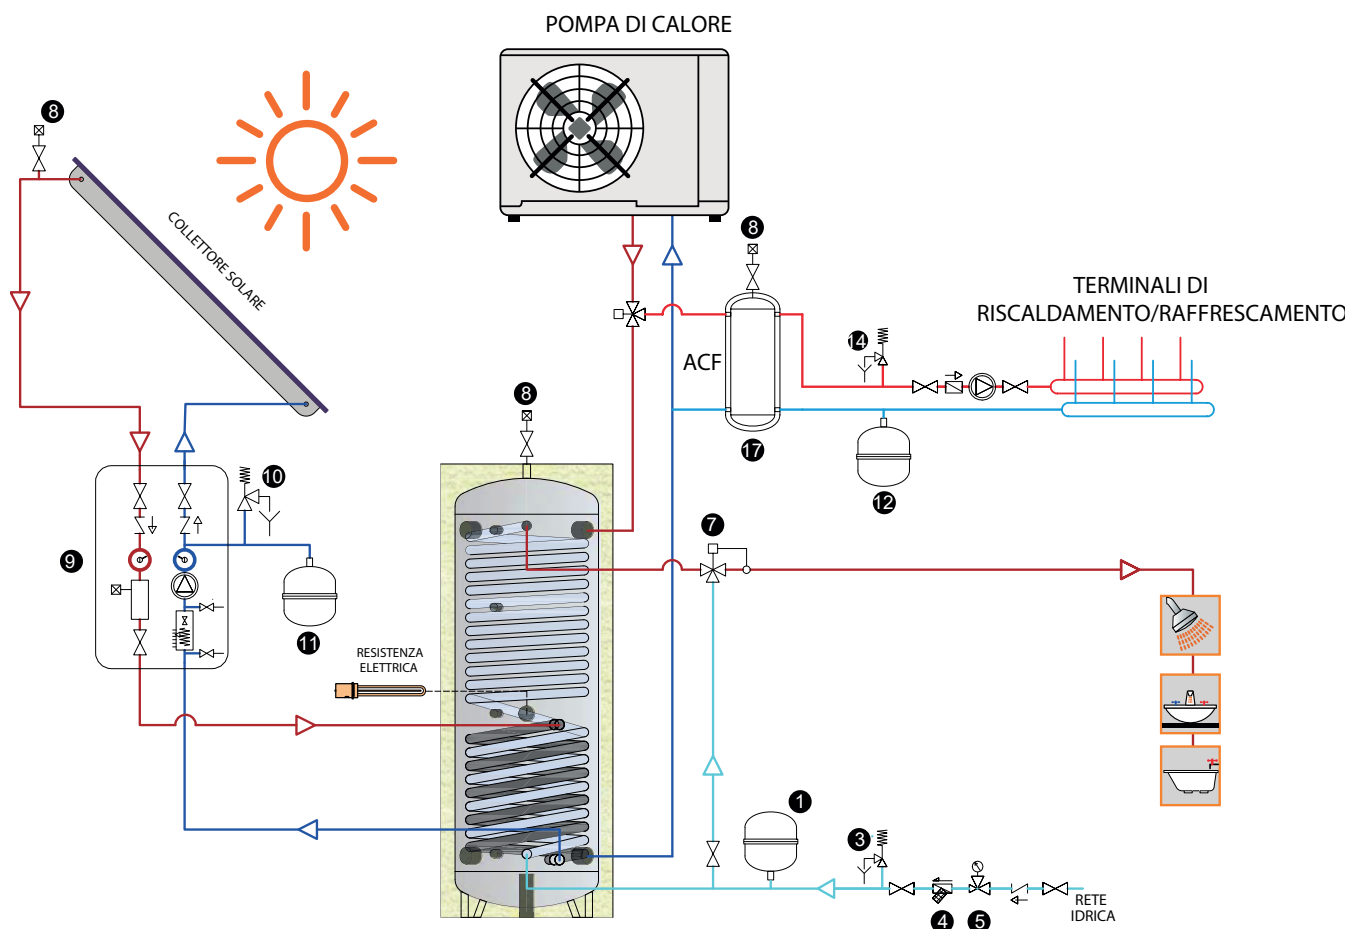 POMPA DI CALORE
8
COLLETTORE SOLARE
8
TERMINALI DI
RISCALDAMENTO/RAFFRESCAMENTO
14
ACF
8
17
12
10
9
11
7
RESISTENZA
ELETTRICA
1
3
4
5
RETE
IDRICA